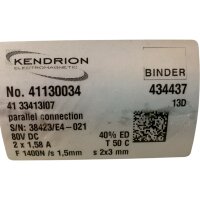 KENDRION
ELECTROMAGNETIC
BINDER
No. 41130034 434437
41 33413I07 13D
parallel connection
S/N: 38423/E4-021
80V DC 40% ED
2 x 1,58 A T 50 C
F 1400N /s 1,5mm s 2x3 mm